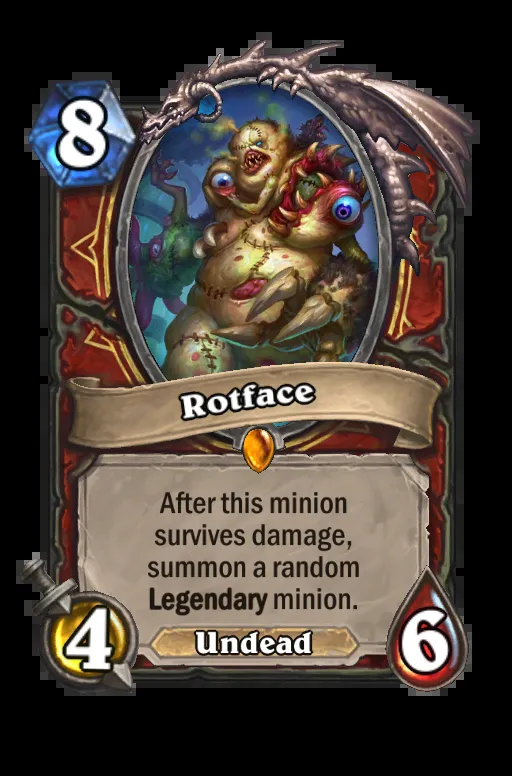 8
Rotface
After this minion
survives damage,
summon a random
Legendary minion.
4
Undead
6